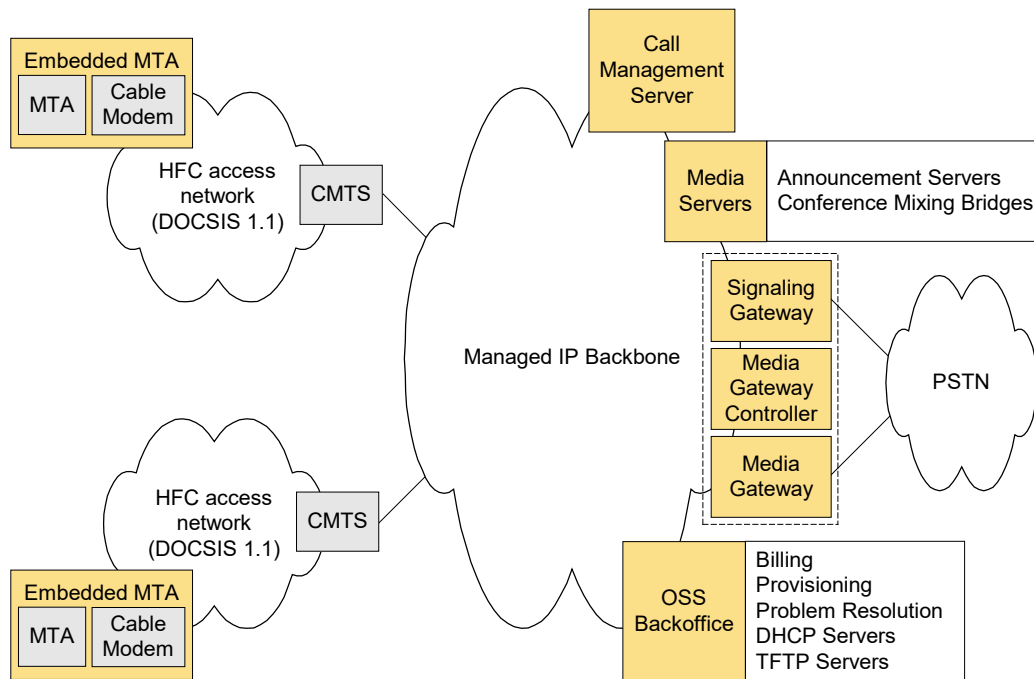 Embedded MTA
MTA
Cable
Modem
HFC access
network
(DOCSIS 1.1)
CMTS
Call
Management
Server
Media
Servers
Announcement Servers
Conference Mixing Bridges
Managed IP Backbone
Signaling
Gateway
Media
Gateway
Controller
Media
Gateway
PSTN
HFC access
network
(DOCSIS 1.1)
CMTS
Embedded MTA
MTA
Cable
Modem
OSS
Backoffice
Billing
Provisioning
Problem Resolution
DHCP Servers
TFTP Servers